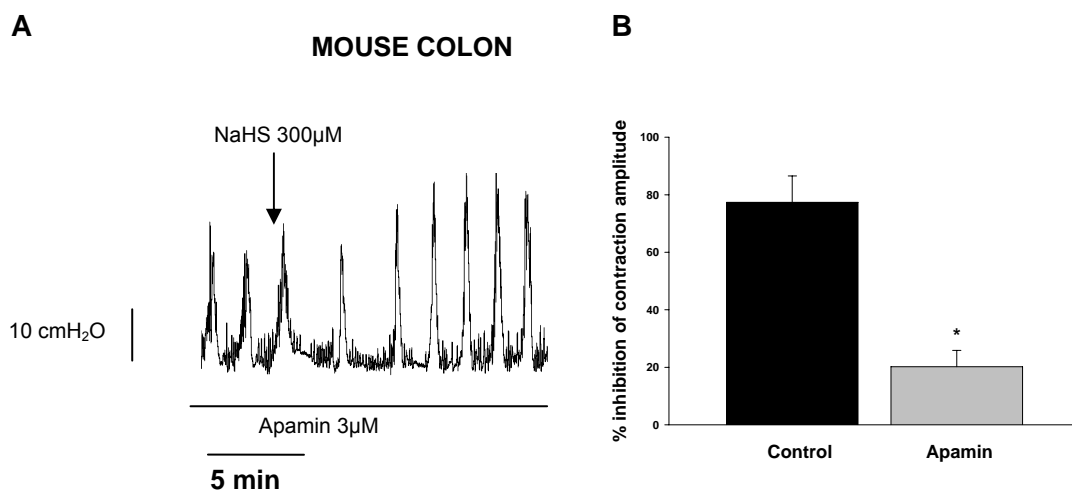 A
MOUSE COLON
NaHS 300µM
10 cmH₂O
Apamin 3µM
5 min
B
% inhibition of contraction amplitude
100
80
60
40
20
0
*
Control
Apamin